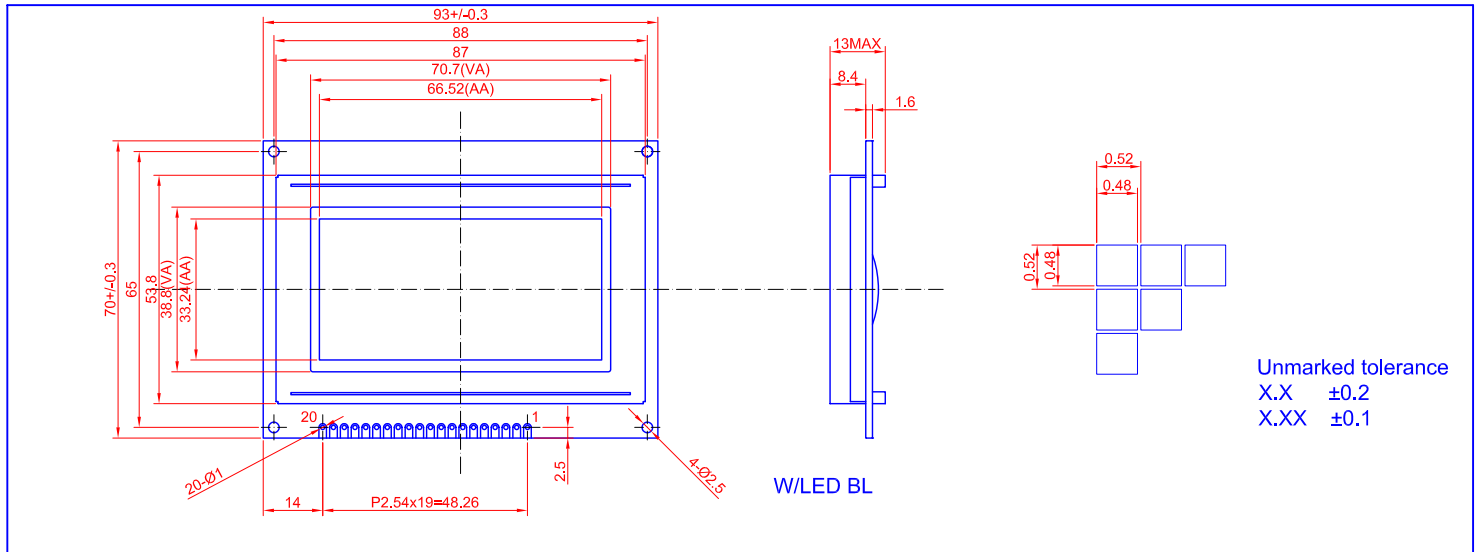 93+/-0.3
88
87
70.7(VA)
66.52(AA)
13MAX
8.4
1.6
70+/-0.3
65
53.8
38.8(VA)
33.24(AA)
0.52
0.48
0.52
0.48
Unmarked tolerance
X.X ±0.2
X.XX ±0.1
20
1
20-Ø1
2.5
4-Ø2.5
14
P2.54x19=48.26
W/LED BL